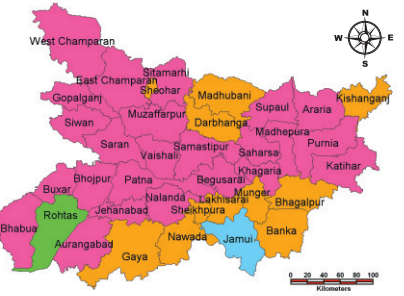 N
W E
S
West Champaran
East Champaran
Sitamarhi
Sheohar
Gopalganj
Madhubani
Kishanganj
Siwan
Muzaffarpur
Darbhanga
Supaul
Araria
Saran
Madhepura
Purnia
Vaishali
Samastipur
Saharsa
Katihar
Khagaria
Buxar
Bhojpur
Patna
Begusarai
Munger
Bhagalpur
Rohtas
Jehanabad
Nalanda
Lakhisarai
Sheikhpura
Bhabua
Aurangabad
Gaya
Nawada
Jamui
Banka
0 20 40 60 80 100
Kilometers